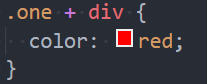 .one + div {
  color: red;
}